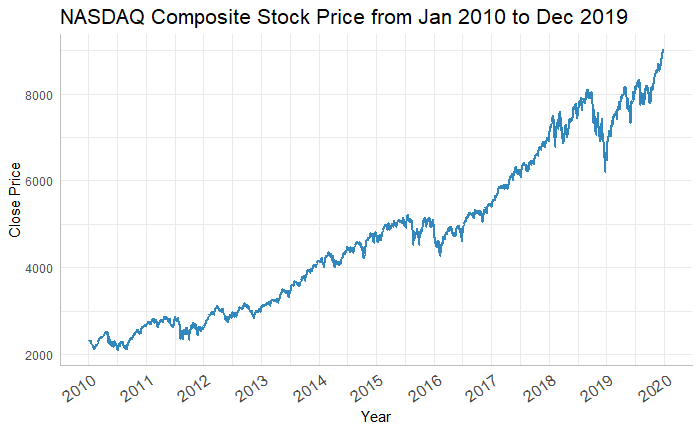 NASDAQ Composite Stock Price from Jan 2010 to Dec 2019
Close Price
8000
6000
4000
2000
2010 2011 2012 2013 2014 2015 2016 2017 2018 2019 2020
Year